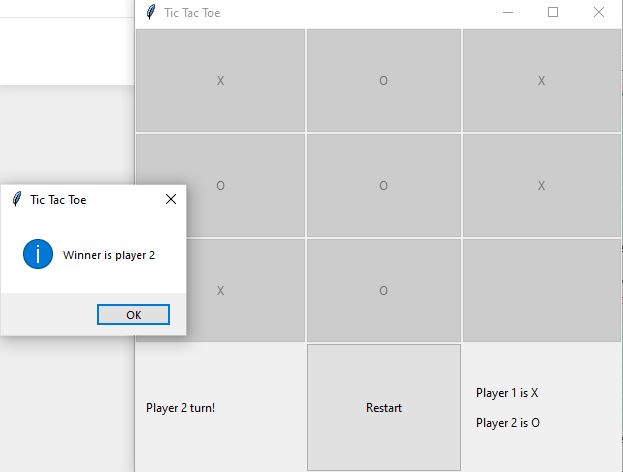 Tic Tac Toe
X O X
O O X
Tic Tac Toe
Winner is player 2
OK
X O
Player 2 turn!
Restart
Player 1 is X
Player 2 is O